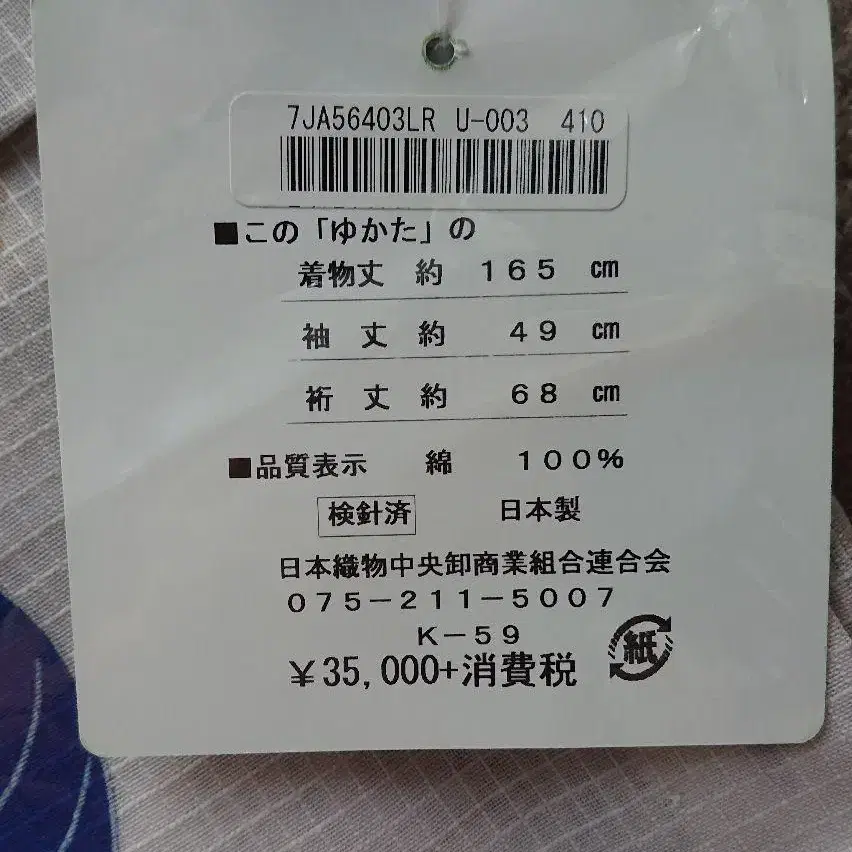 7JA56403LR U-003 410
■この「ゆかた」の
着物丈 約 165 ㎝
袖 丈 約 49 ㎝
裄 丈 約 68 ㎝
■品質表示 綿 100%
検針済 日本製
日本織物中央卸商業組合連合会
075-211-5007
K-59
紙
¥35,000+消費税